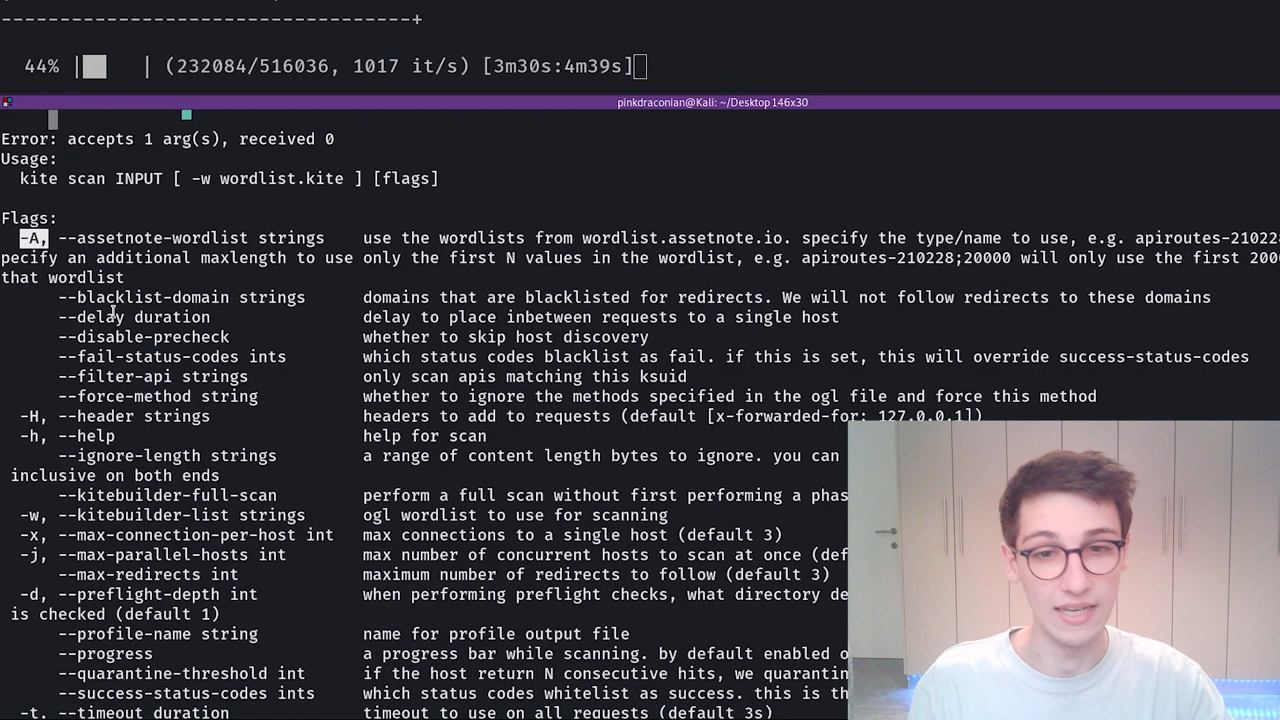 ----------------------------------+
44% | | (232084/516036, 1017 it/s) [3m30s:4m39s]
pinkdraconian@Kali: ~/Desktop 146x30
Error: accepts 1 arg(s), received 0
Usage:
kite scan INPUT [ -w wordlist.kite ] [flags]
Flags:
-A, --assetnote-wordlist strings use the wordlists from wordlist.assetnote.io. specify the type/name to use, e.g. apiroutes-210228
pecify an additional maxlength to use only the first N values in the wordlist, e.g. apiroutes-210228;20000 will only use the first 200
that wordlist
--blacklist-domain strings domains that are blacklisted for redirects. We will not follow redirects to these domains
--delay duration delay to place inbetween requests to a single host
--disable-precheck whether to skip host discovery
--fail-status-codes ints which status codes blacklist as fail. if this is set, this will override success-status-codes
--filter-api strings only scan apis matching this ksuid
--force-method string whether to ignore the methods specified in the ogl file and force this method
-H, --header strings headers to add to requests (default [x-forwarded-for: 127.0.0.1])
-h, --help help for scan
--ignore-length strings a range of content length bytes to ignore. you can
inclusive on both ends
--kitebuilder-full-scan perform a full scan without first performing a phas
-w, --kitebuilder-list strings ogl wordlist to use for scanning
-x, --max-connection-per-host int max connections to a single host (default 3)
-j, --max-parallel-hosts int max number of concurrent hosts to scan at once (def
--max-redirects int maximum number of redirects to follow (default 3)
-d, --preflight-depth int when performing preflight checks, what directory de
is checked (default 1)
--profile-name string name for profile output file
--progress a progress bar while scanning. by default enabled o
--quarantine-threshold int if the host return N consecutive hits, we quarantin
--success-status-codes ints which status codes whitelist as success. this is th
-t, --timeout duration timeout to use on all requests (default 3s)